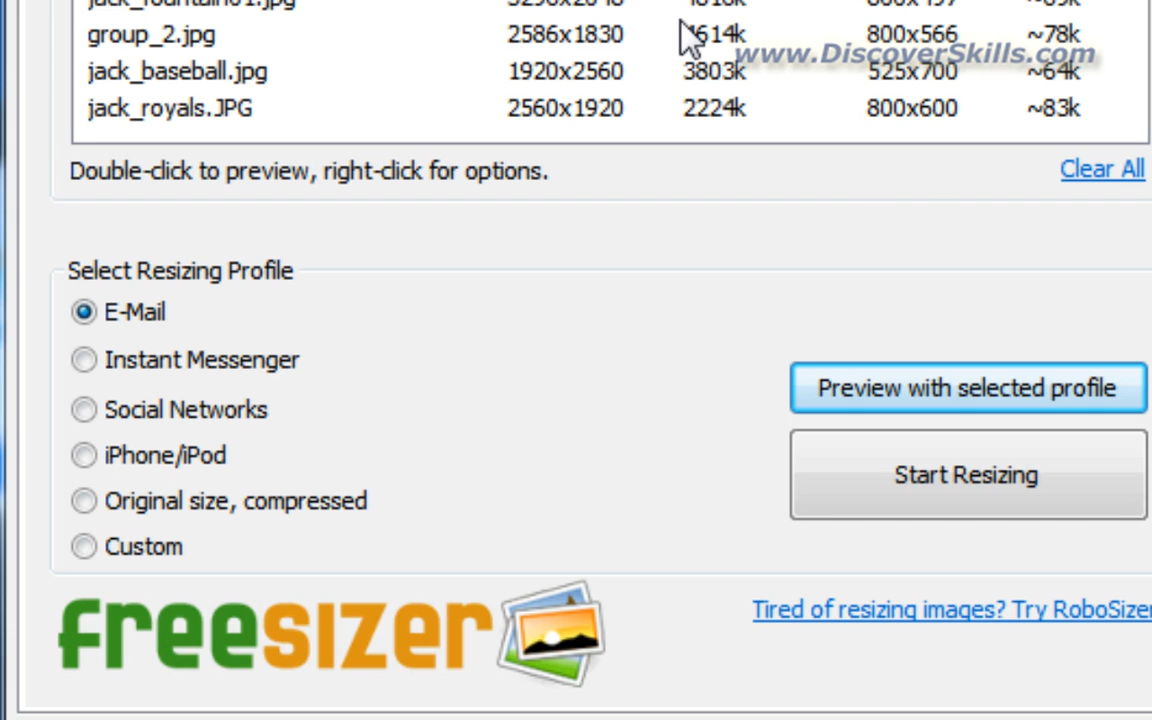 group_2.jpg 2586x1830 1614k 800x566 ~78k
www.DiscoverSkills.com
jack_baseball.jpg 1920x2560 3803k 525x700 ~64k
jack_royals.JPG 2560x1920 2224k 800x600 ~83k
Double-click to preview, right-click for options. Clear All
Select Resizing Profile
E-Mail
Instant Messenger
Preview with selected profile
Social Networks
iPhone/iPod
Start Resizing
Original size, compressed
Custom
freesizer
Tired of resizing images? Try RoboSizer